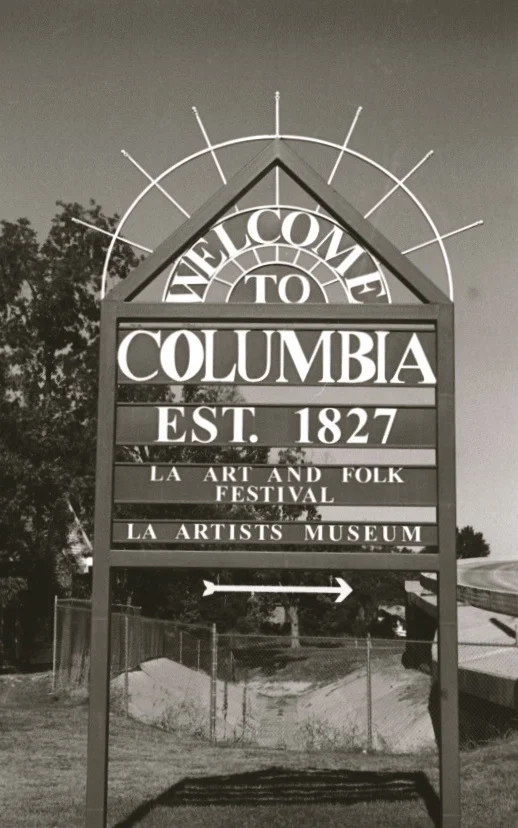 WELCOME
TO
COLUMBIA
EST. 1827
LA ART AND FOLK
FESTIVAL
LA ARTISTS MUSEUM